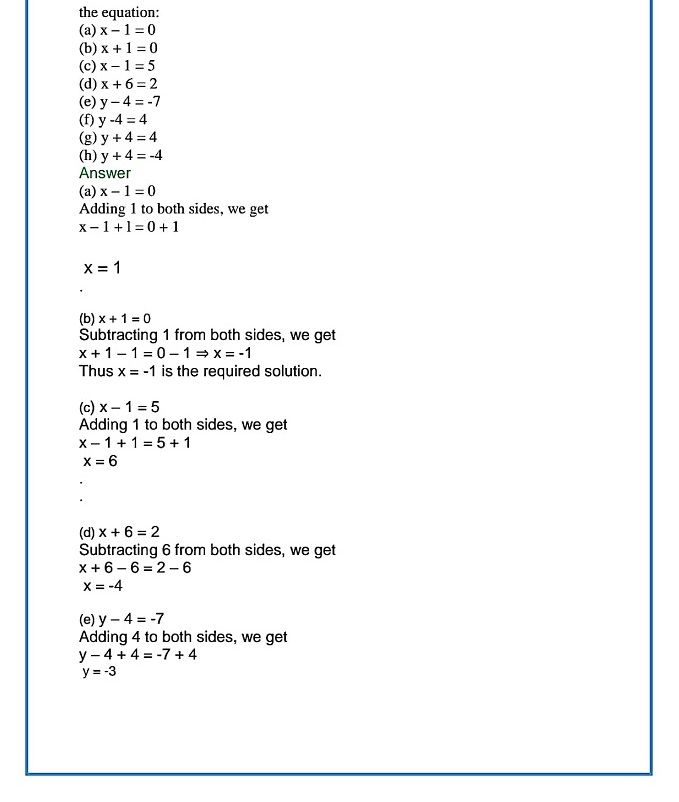 the equation:
(a) x – 1 = 0
(b) x + 1 = 0
(c) x – 1 = 5
(d) x + 6 = 2
(e) y – 4 = -7
(f) y -4 = 4
(g) y + 4 = 4
(h) y + 4 = -4
Answer
(a) x – 1 = 0
Adding 1 to both sides, we get
x – 1 + 1 = 0 + 1
x = 1
.
(b) x + 1 = 0
Subtracting 1 from both sides, we get
x + 1 – 1 = 0 – 1 ⇒ x = -1
Thus x = -1 is the required solution.
(c) x – 1 = 5
Adding 1 to both sides, we get
x – 1 + 1 = 5 + 1
x = 6
.
.
(d) x + 6 = 2
Subtracting 6 from both sides, we get
x + 6 – 6 = 2 – 6
x = -4
(e) y – 4 = -7
Adding 4 to both sides, we get
y – 4 + 4 = -7 + 4
y = -3